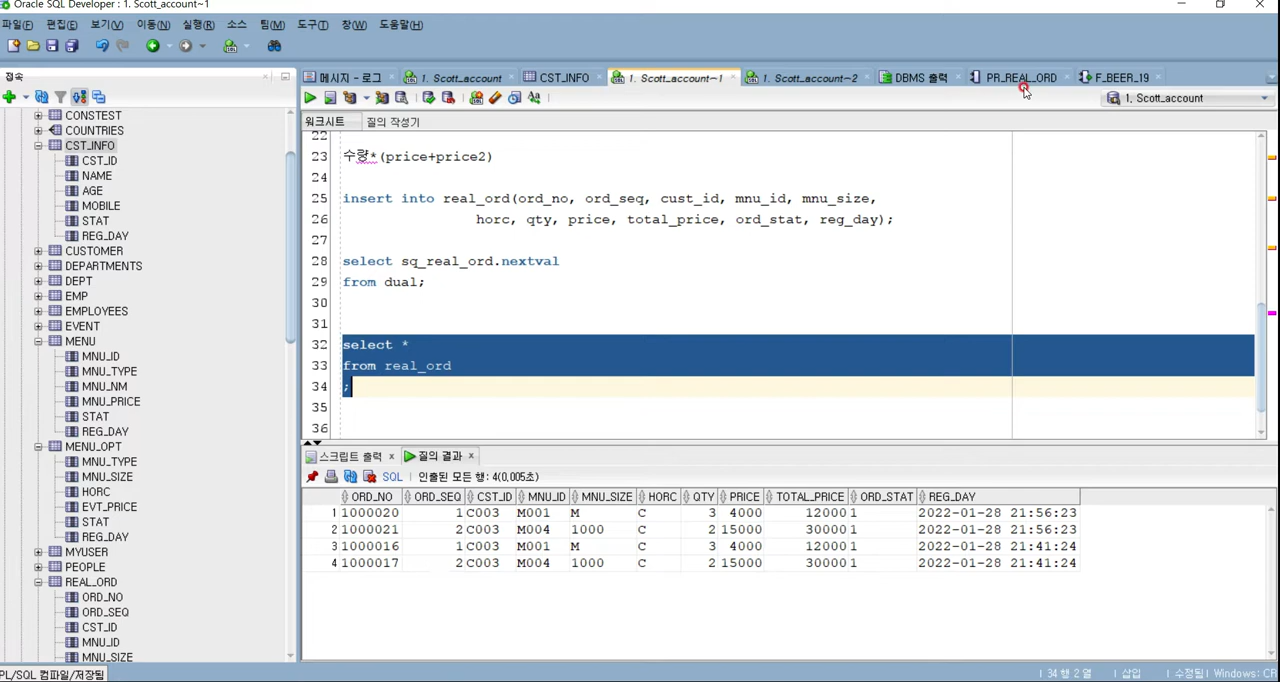 Oracle SQL Developer : 1. Scott_account~1
파일(F) 편집(E) 보기(V) 이동(N) 실행(R) 소스 팀(M) 도구(T) 창(W) 도움말(H)
접속
CONSTEST
COUNTRIES
CST_INFO
CST_ID
NAME
AGE
MOBILE
STAT
REG_DAY
CUSTOMER
DEPARTMENTS
DEPT
EMP
EMPLOYEES
EVENT
MENU
MNU_ID
MNU_TYPE
MNU_NM
MNU_PRICE
STAT
REG_DAY
MENU_OPT
MNU_TYPE
MNU_SIZE
HORC
EVT_PRICE
STAT
REG_DAY
MYUSER
PEOPLE
REAL_ORD
ORD_NO
ORD_SEQ
CST_ID
MNU_ID
MNU_SIZE
메시지 - 로그 1. Scott_account CST_INFO 1. Scott_account~1 1. Scott_account~2 DBMS 출력 PR_REAL_ORD F_BEER_19
1. Scott_account
워크시트 질의 작성기
22
23 수량*(price+price2)
24
25 insert into real_ord(ord_no, ord_seq, cust_id, mnu_id, mnu_size,
26 horc, qty, price, total_price, ord_stat, reg_day);
27
28 select sq_real_ord.nextval
29 from dual;
30
31
32 select *
33 from real_ord
34 ;
35
36
스크립트 출력 질의 결과
SQL 인출된 모든 행: 4(0,005초)
ORD_NO ORD_SEQ CST_ID MNU_ID MNU_SIZE HORC QTY PRICE TOTAL_PRICE ORD_STAT REG_DAY
1 1000020 1 C003 M001 M C 3 4000 12000 1 2022-01-28 21:56:23
2 1000021 2 C003 M004 1000 C 2 15000 30000 1 2022-01-28 21:56:23
3 1000016 1 C003 M001 M C 3 4000 12000 1 2022-01-28 21:41:24
4 1000017 2 C003 M004 1000 C 2 15000 30000 1 2022-01-28 21:41:24
PL/SQL 컴파일/저장됨 34 행 2 열 삽입 수정됨 Windows: CF